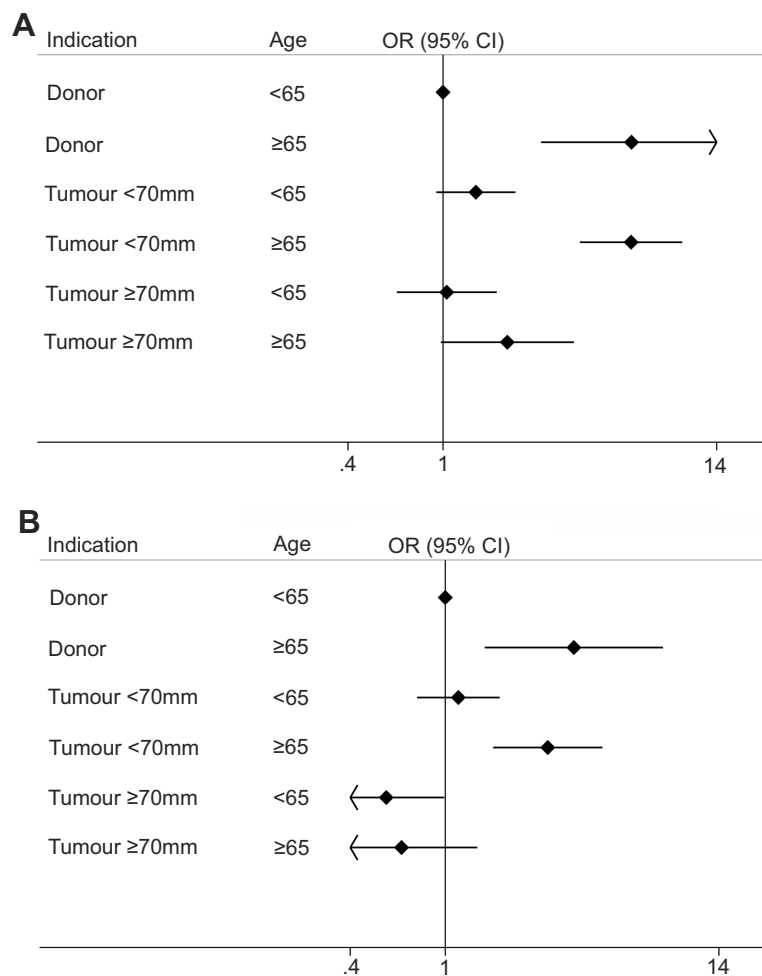 A
Indication Age OR (95% CI)
Donor <65
Donor ≥65
Tumour <70mm <65
Tumour <70mm ≥65
Tumour ≥70mm <65
Tumour ≥70mm ≥65
.4 1 14
B
Indication Age OR (95% CI)
Donor <65
Donor ≥65
Tumour <70mm <65
Tumour <70mm ≥65
Tumour ≥70mm <65
Tumour ≥70mm ≥65
.4 1 14